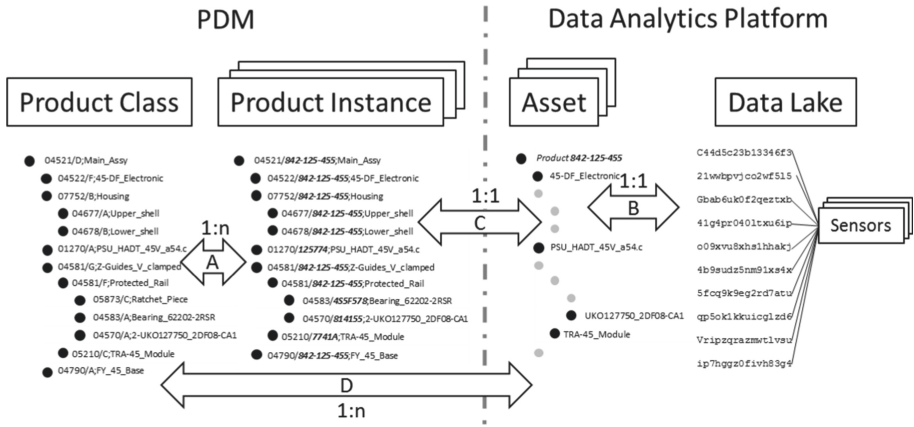 PDM
Data Analytics Platform
Product Class
Product Instance
Asset
Data Lake
04521/D;Main_Assy
04522/F;45-DF_Electronic
07752/B;Housing
04677/A;Upper_shell
04678/B;Lower_shell
01270/A;PSU_HADT_45V_a54.c
04581/G;Z-Guides_V_clamped
04581/F;Protected_Rail
05873/C;Ratchet_Piece
04583/A;Bearing_62202-2RSR
04570/A;2-UKO127750_2DF08-CA1
05210/C;TRA-45_Module
04790/A;FY_45_Base
1:n
A
04521/842-125-455;Main_Assy
04522/842-125-455;45-DF_Electronic
07752/842-125-455;Housing
04677/842-125-455;Upper_shell
04678/842-125-455;Lower_shell
01270/125774;PSU_HADT_45V_a54.c
04581/842-125-455;Z-Guides_V_clamped
04581/842-125-455;Protected_Rail
04583/455F578;Bearing_62202-2RSR
04570/814155;2-UKO127750_2DF08-CA1
05210/7741A;TRA-45_Module
04790/842-125-455;FY_45_Base
1:1
C
Product 842-125-455
45-DF_Electronic
PSU_HADT_45V_a54.c
UKO127750_2DF08-CA1
TRA-45_Module
1:1
B
C44d5c23b13346f3
21wwbpvjco2wf515
Gbab6uk0f2qeztxb
41g4pr040ltxu6ip
o09xvu8xhslhhakj
4b9sudz5nm91xs4x
5fcq9k9eg2rd7atu
qp5ok1kkuicglzd6
Vripzqrazmwtlvsu
ip7hggz0fivh83g4
Sensors
D
1:n